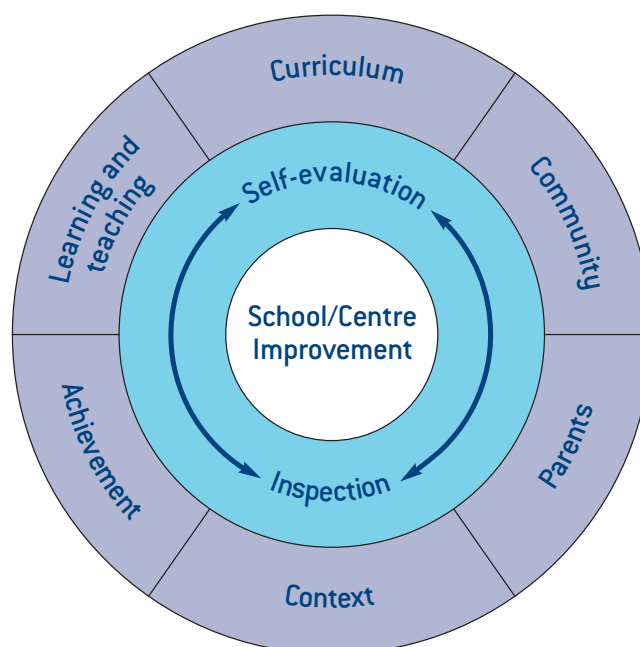 Curriculum
Community
Parents
Context
Achievement
Learning and
teaching
Self-evaluation
Inspection
School/Centre
Improvement